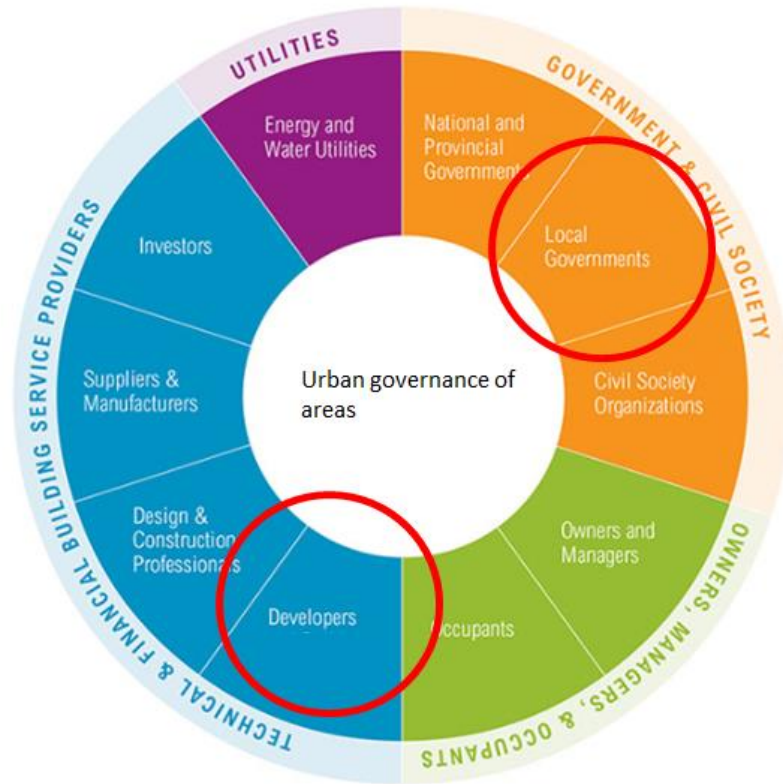 UTILITIES
GOVERNMENT & CIVIL SOCIETY
Energy and
Water Utilities
National and
Provincial
Governments
Local
Governments
Investors
Suppliers &
Manufacturers
Urban governance of
areas
Civil Society
Organizations
Design &
Construction
Professionals
Owners and
Managers
Developers
Occupants
TECHNICAL & FINANCIAL BUILDING SERVICE PROVIDERS
OWNERS, MANAGERS, & OCCUPANTS